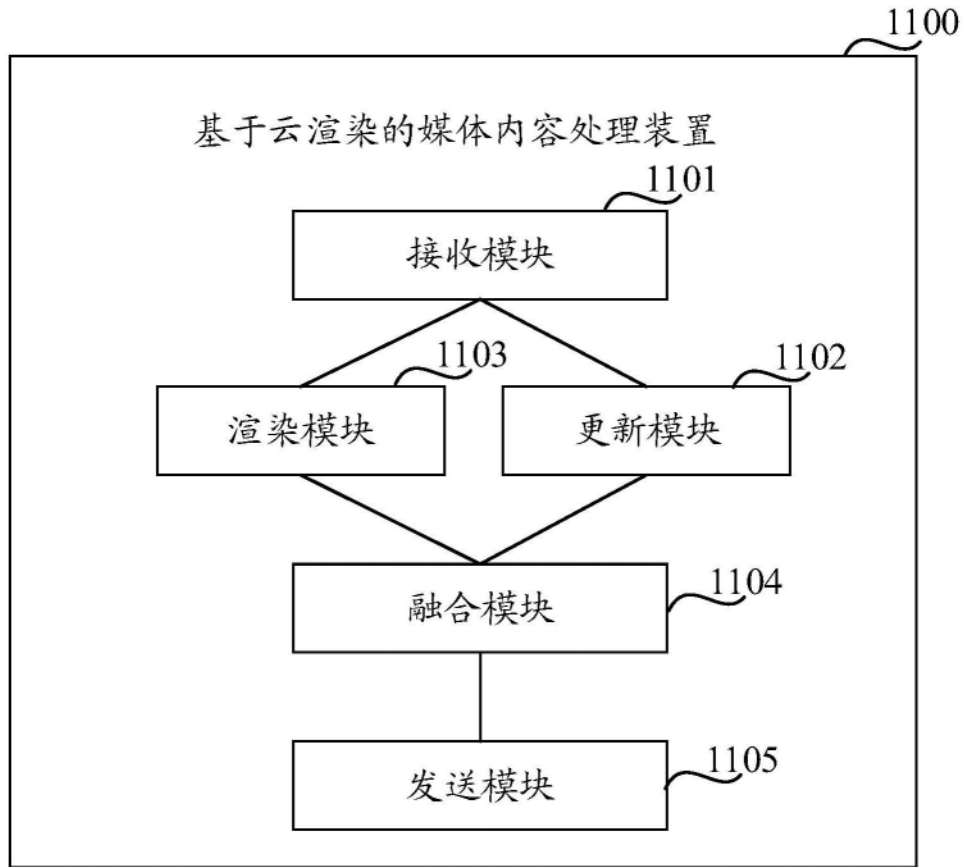 1100
基于云渲染的媒体内容处理装置
1101
接收模块
1103
渲染模块
1102
更新模块
1104
融合模块
1105
发送模块